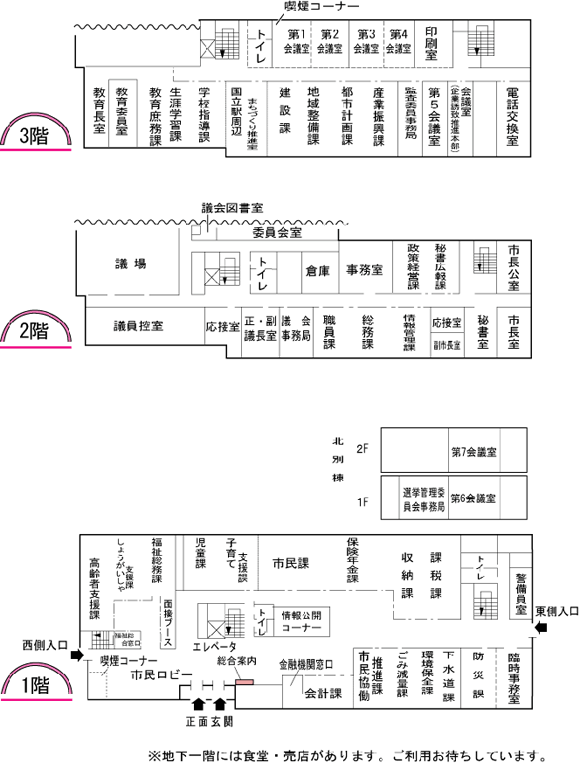 喫煙コーナー
トイレ
第1会議室
第2会議室
第3会議室
第4会議室
印刷室
3階
教育長室
教育委員室
教育庶務課
生涯学習課
学校指導課
国立駅周辺
まちづくり推進室
建設課
地域整備課
都市計画課
産業振興課
監査委員事務局
第5会議室
会議室
(企業誘致推進本部)
電話交換室
議会図書室
委員会室
議場
トイレ
倉庫
事務室
政策経営課
秘書広報課
市長公室
2階
議員控室
応接室
正・副議長室
議会事務局
職員課
総務課
情報管理課
応接室
副市長室
秘書室
市長室
北別棟
2F
第7会議室
1F
選挙管理委員会事務局
第6会議室
高齢者支援課
しょうがいしゃ
支援課
福祉総務課
面接ブース
児童課
子育て
支援課
市民課
保険年金課
収納課
課税課
トイレ
警備員室
東側入口
福祉総合窓口
トイレ
情報公開コーナー
西側入口
喫煙コーナー
エレベータ
総合案内
金融機関窓口
1階
市民ロビー
会計課
市民協働
推進課
ごみ減量課
環境保全課
下水道課
防災課
臨時事務室
正面玄関
※地下一階には食堂・売店があります。ご利用お待ちしています。